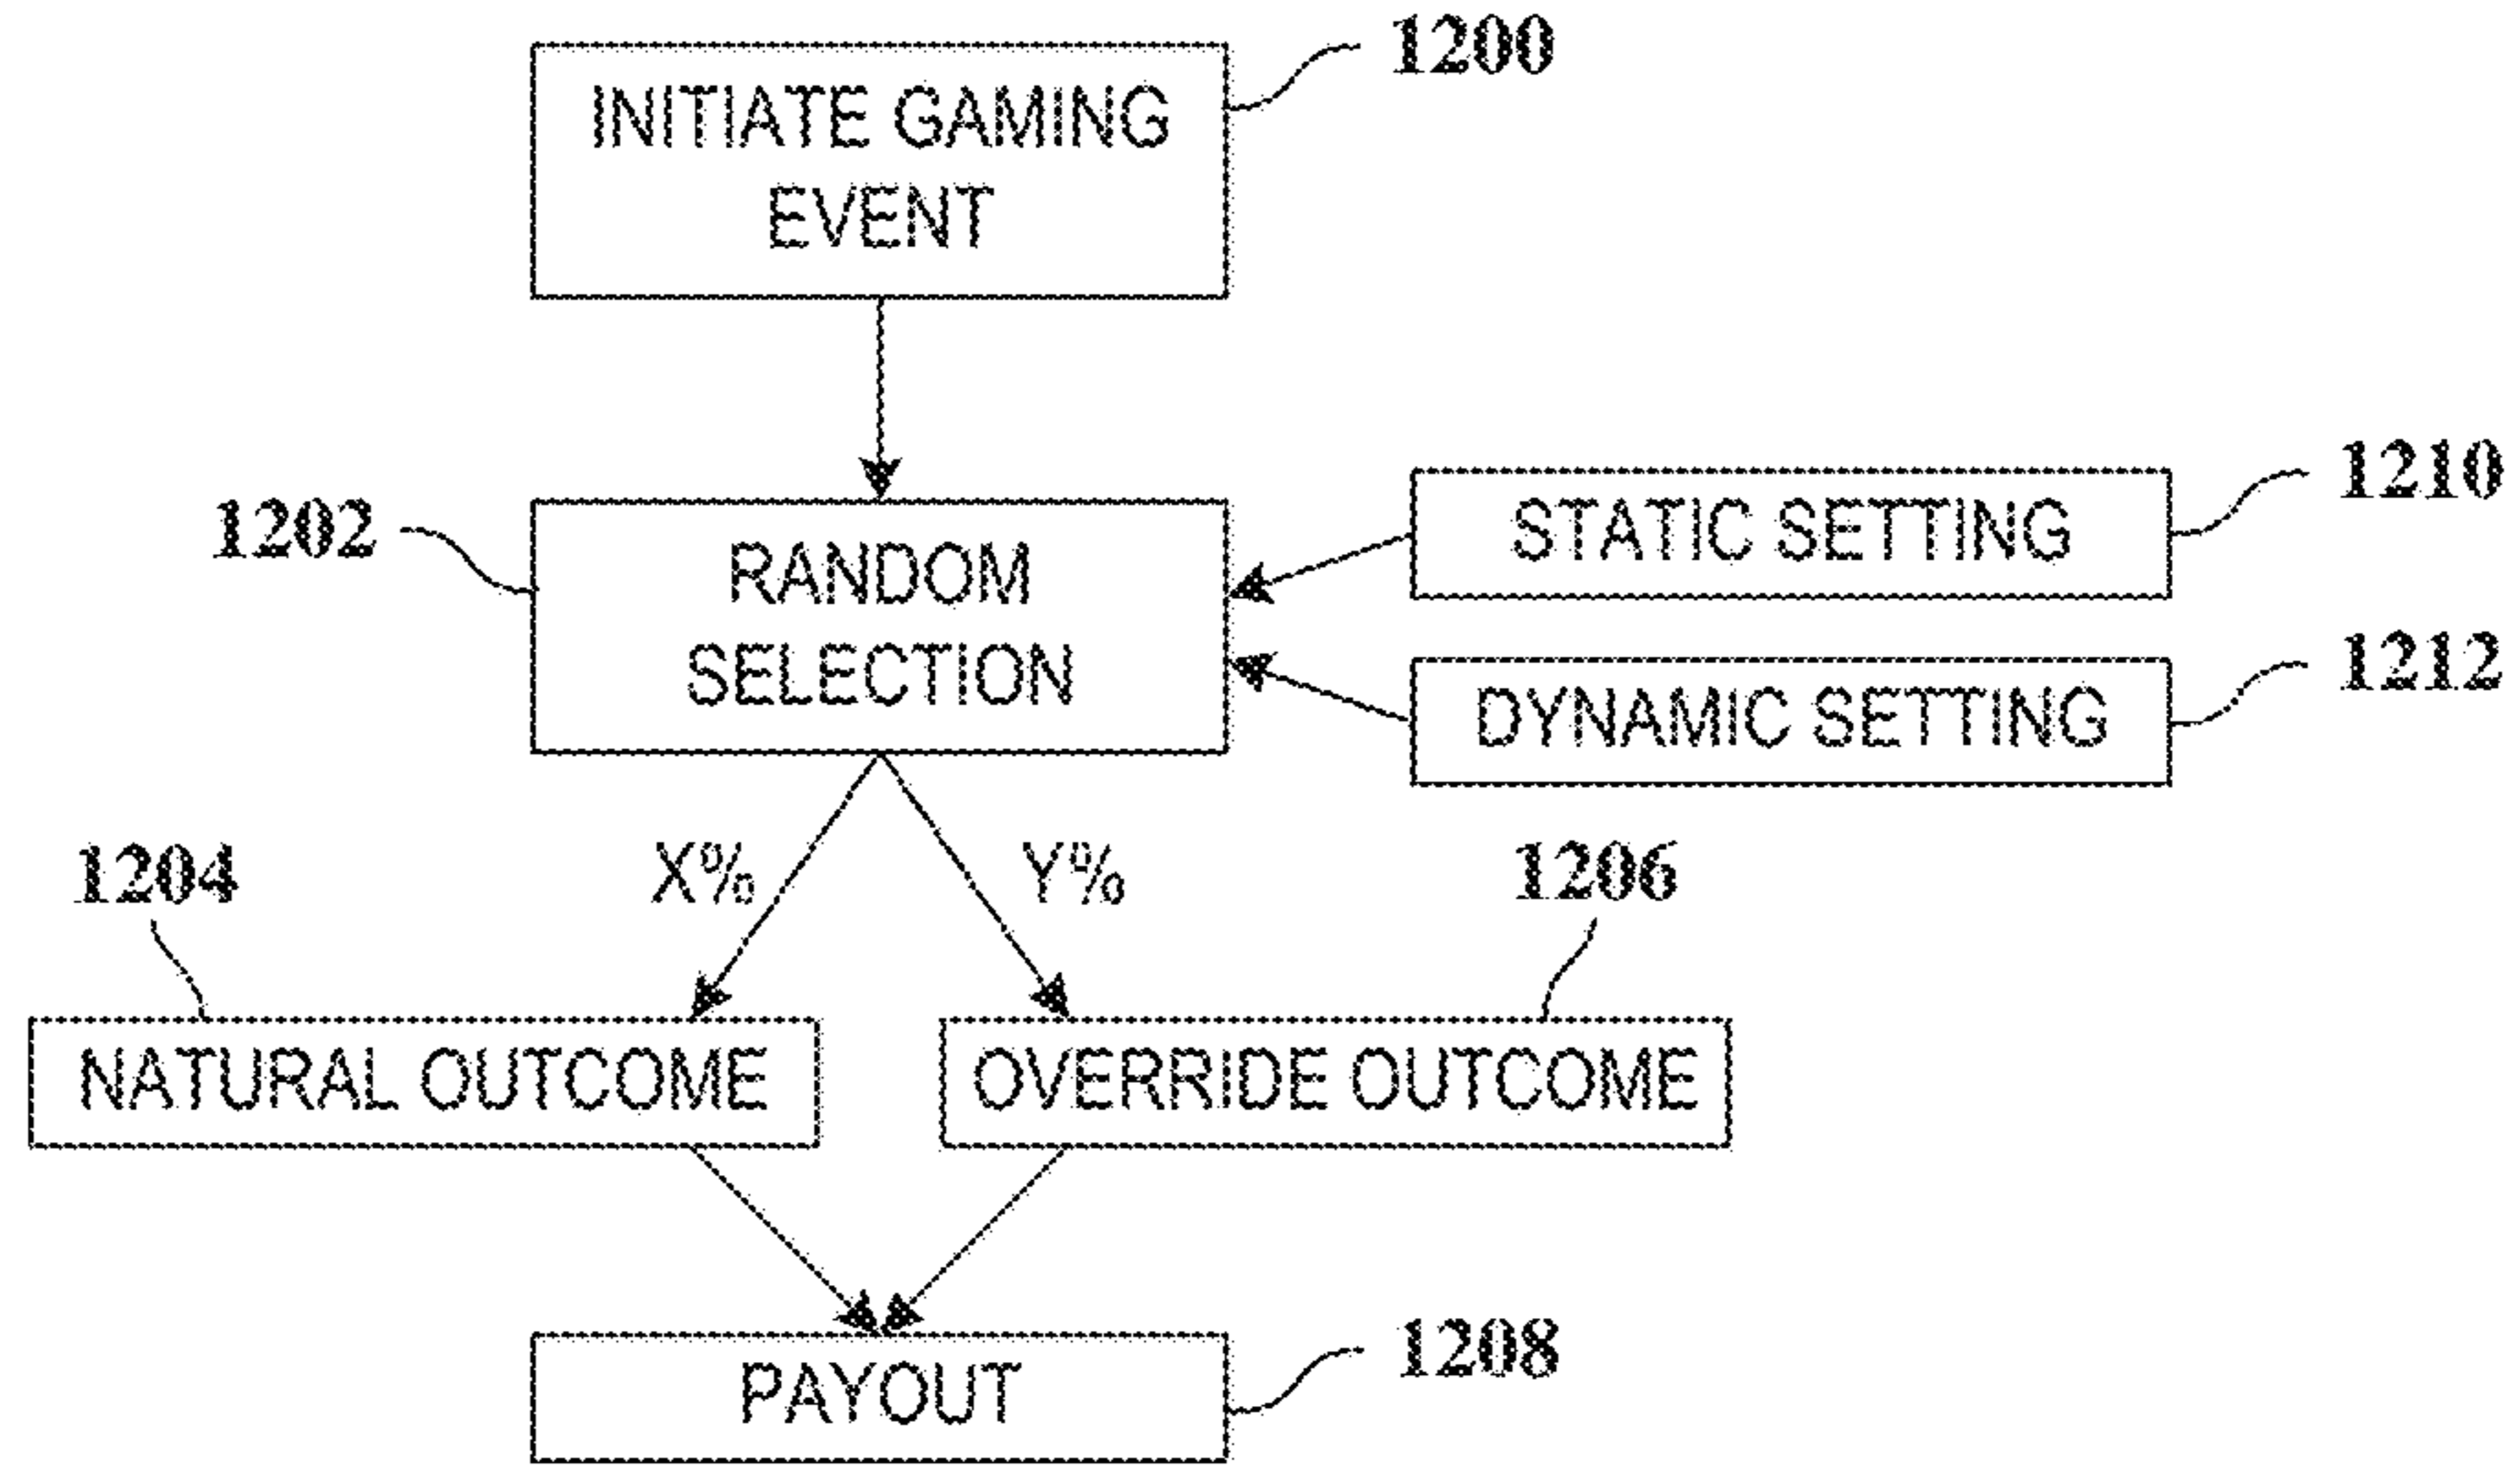 1200
INITIATE GAMING
EVENT
1210
STATIC SETTING
1202
RANDOM
SELECTION
1212
DYNAMIC SETTING
X%
Y%
1204
1206
NATURAL OUTCOME
OVERRIDE OUTCOME
1208
PAYOUT